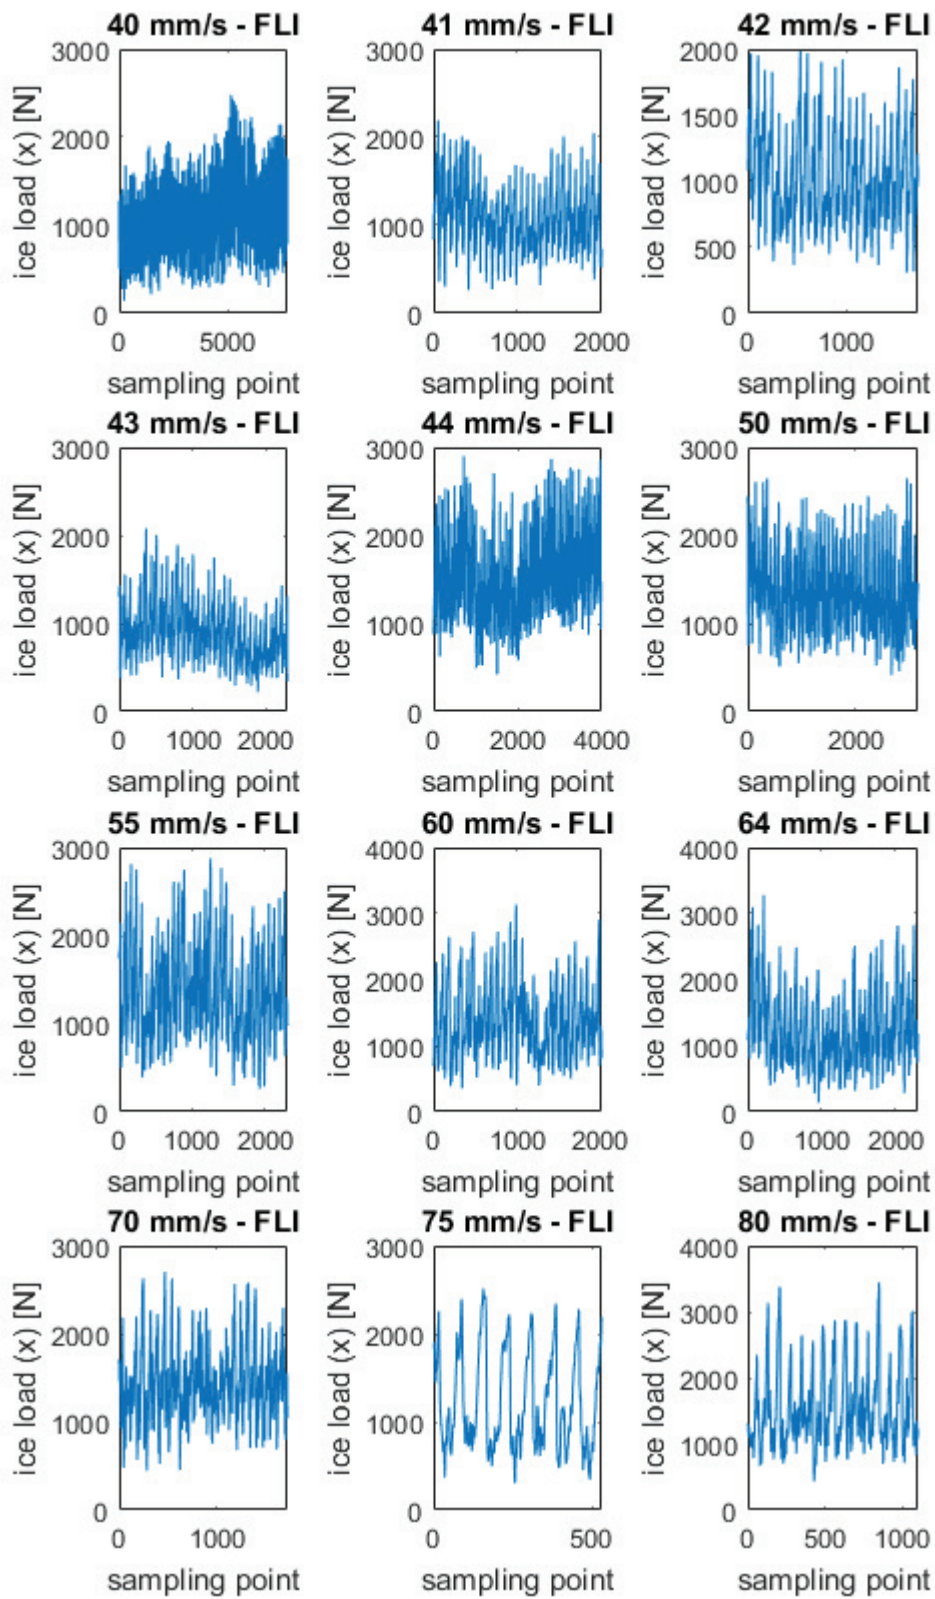 40 mm/s - FLI
3000
2000
1000
0
ice load (x) [N]
0 5000
sampling point
41 mm/s - FLI
3000
2000
1000
0
ice load (x) [N]
0 1000 2000
sampling point
42 mm/s - FLI
2000
1500
1000
500
0
ice load (x) [N]
0 1000
sampling point
43 mm/s - FLI
3000
2000
1000
0
ice load (x) [N]
0 1000 2000
sampling point
44 mm/s - FLI
3000
2000
1000
0
ice load (x) [N]
0 2000 4000
sampling point
50 mm/s - FLI
3000
2000
1000
0
ice load (x) [N]
0 2000
sampling point
55 mm/s - FLI
3000
2000
1000
0
ice load (x) [N]
0 1000 2000
sampling point
60 mm/s - FLI
4000
3000
2000
1000
0
ice load (x) [N]
0 1000 2000
sampling point
64 mm/s - FLI
4000
3000
2000
1000
0
ice load (x) [N]
0 1000 2000
sampling point
70 mm/s - FLI
3000
2000
1000
0
ice load (x) [N]
0 1000
sampling point
75 mm/s - FLI
3000
2000
1000
0
ice load (x) [N]
0 500
sampling point
80 mm/s - FLI
4000
3000
2000
1000
0
ice load (x) [N]
0 500 1000
sampling point